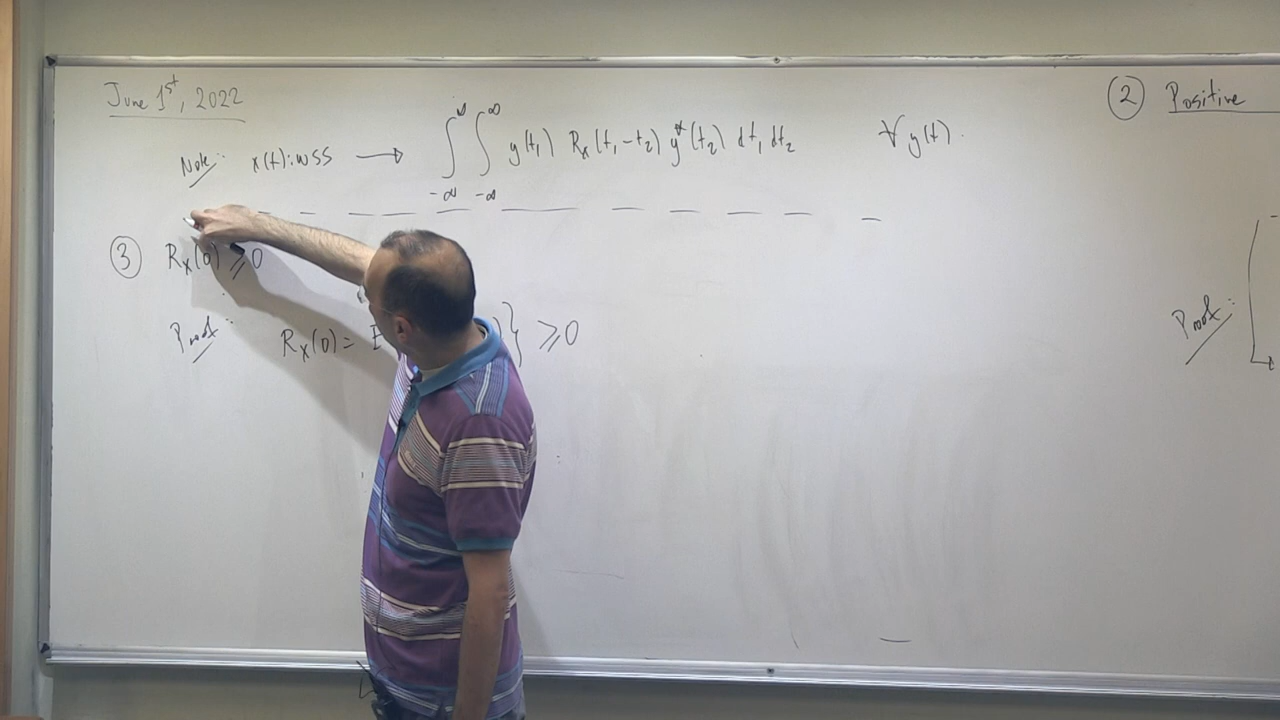 June 1st, 2022
Note: x(t): WSS → ∫_{-∞}^{∞} ∫_{-∞}^{∞} y(t₁) Rₓ(t₁-t₂) y*(t₂) dt₁ dt₂ ∀ y(t).
③ Rₓ(0) ≥ 0
Proof: Rₓ(0) = E )} ≥ 0
② Positive
Proof: